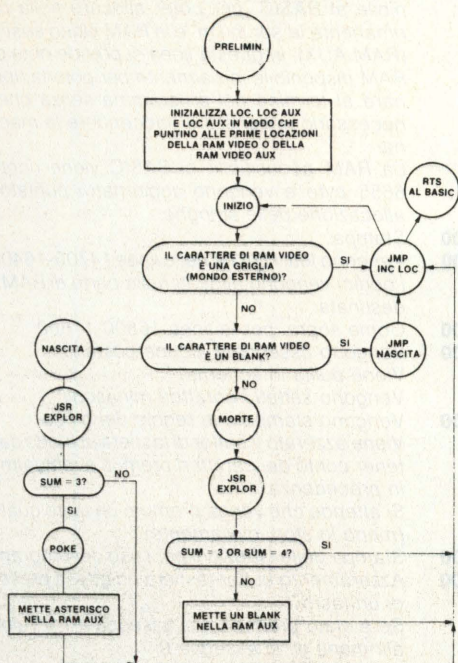 PRELIMIN
INIZIALIZZA LOC, LOC AUX
E LOC AUX IN MODO CHE
PUNTINO ALLE PRIME LOCAZIONI
DELLA RAM VIDEO O DELLA
RAM VIDEO AUX
RTS
AL BASIC
INIZIO
IL CARATTERE DI RAM VIDEO
È UNA GRIGLIA
(MONDO ESTERNO)?
SI
JMP
INC LOC
NO
NASCITA
IL CARATTERE DI RAM VIDEO
È UN BLANK?
SI
JMP
NASCITA
NO
JSR
EXPLOR
MORTE
SUM = 3?
NO
JSR
EXPLOR
SI
POKE
SUM = 3 OR SUM = 4?
SI
NO
METTE ASTERISCO
NELLA RAM AUX
METTE UN BLANK
NELLA RAM AUX